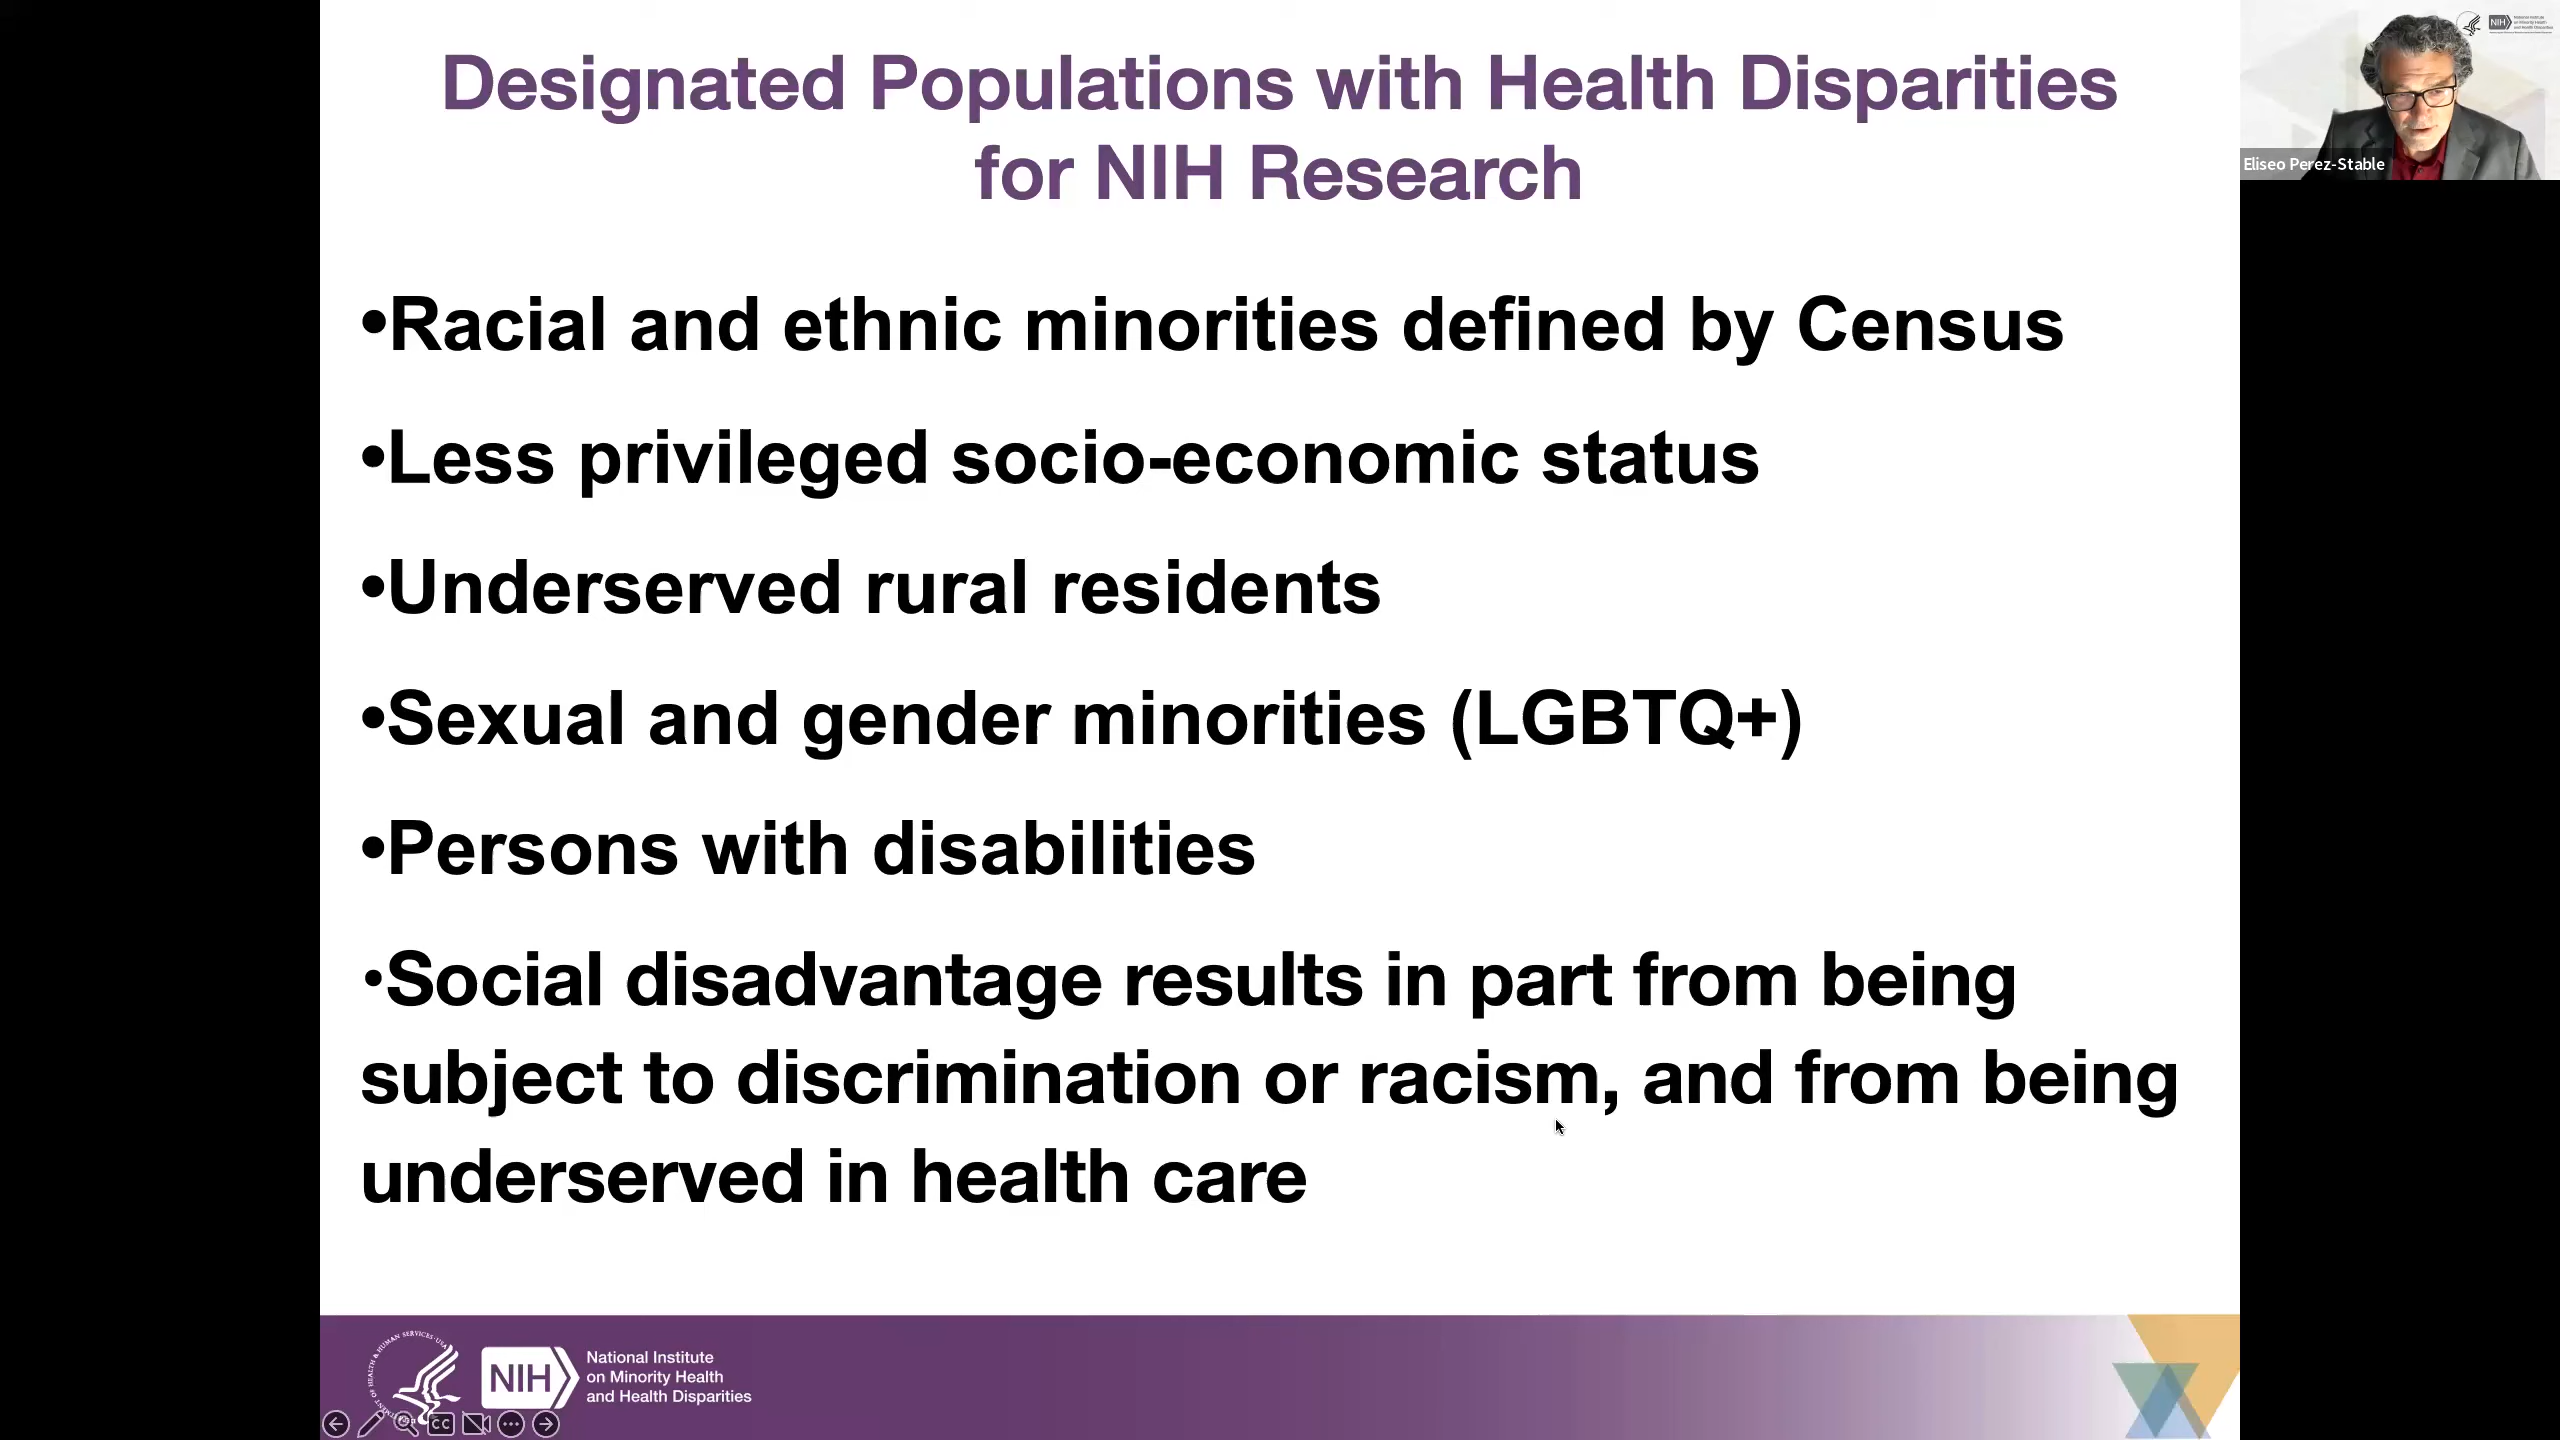 Designated Populations with Health Disparities
for NIH Research
•Racial and ethnic minorities defined by Census
•Less privileged socio-economic status
•Underserved rural residents
•Sexual and gender minorities (LGBTQ+)
•Persons with disabilities
•Social disadvantage results in part from being
subject to discrimination or racism, and from being
underserved in health care
NIH
Eliseo Perez-Stable
NIH
National Institute
on Minority Health
and Health Disparities
CC